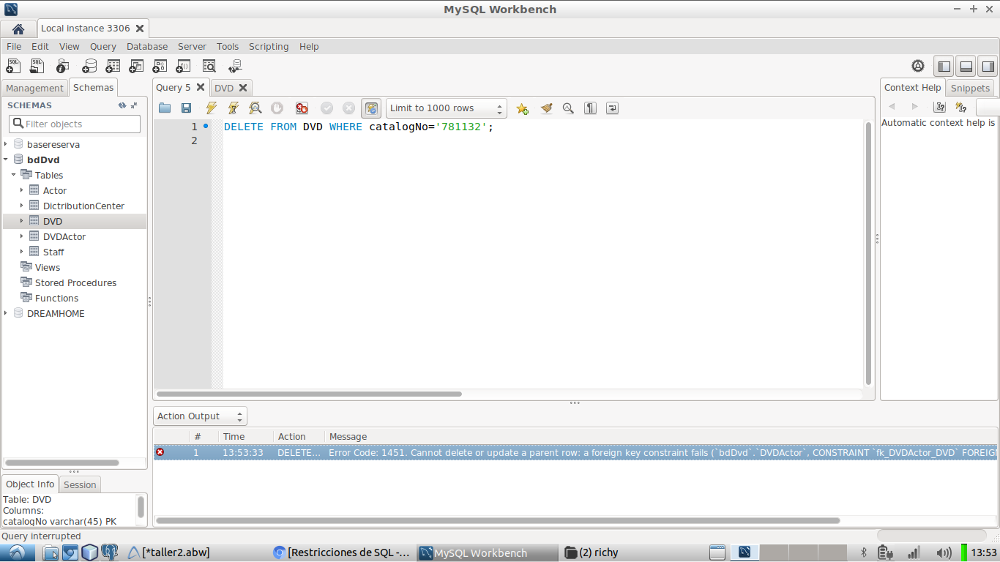 MySQL Workbench
Local instance 3306
File Edit View Query Database Server Tools Scripting Help
Management Schemas
Query 5 DVD
Context Help Snippets
SCHEMAS
Limit to 1000 rows
Filter objects
Automatic context help is
1 DELETE FROM DVD WHERE catalogNo='781132';
2
basereserva
bdDvd
Tables
Actor
DictributionCenter
DVD
DVDActor
Staff
Views
Stored Procedures
Functions
DREAMHOME
Action Output
# Time Action Message
1 13:53:33 DELETE... Error Code: 1451. Cannot delete or update a parent row: a foreign key constraint fails (`bdDvd`.`DVDActor`, CONSTRAINT `fk_DVDActor_DVD` FOREIGN
Object Info Session
Table: DVD
Columns:
catalogNo varchar(45) PK
Query interrupted
[*taller2.abw] [Restricciones de SQL -... MySQL Workbench (2) richy 13:53